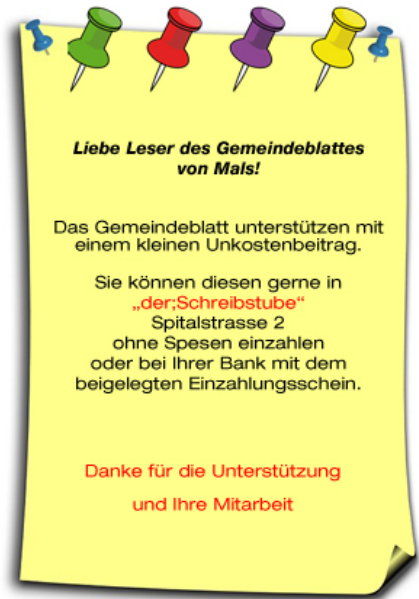 Liebe Leser des Gemeindeblattes
von Mals!
Das Gemeindeblatt unterstützen mit
einem kleinen Unkostenbeitrag.
Sie können diesen gerne in
„der;Schreibstube“
Spitalstrasse 2
ohne Spesen einzahlen
oder bei Ihrer Bank mit dem
beigelegten Einzahlungsschein.
Danke für die Unterstützung
und Ihre Mitarbeit